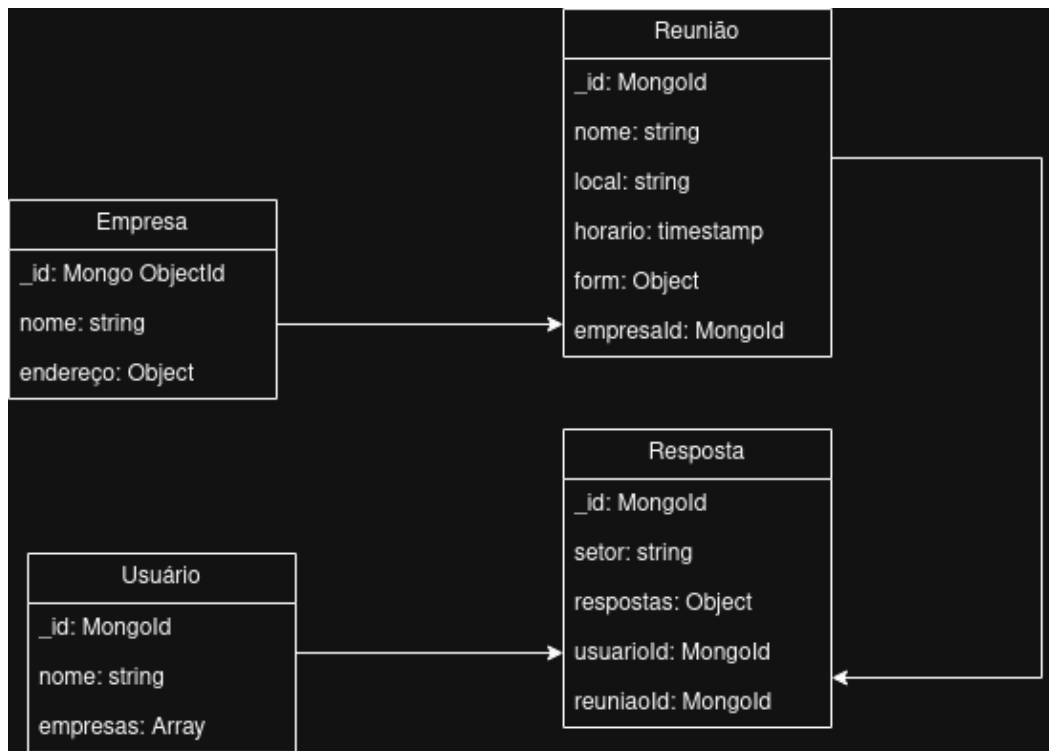 Reunião
_id: MongoId
nome: string
local: string
horario: timestamp
form: Object
empresaId: MongoId
Empresa
_id: Mongo ObjectId
nome: string
endereço: Object
Resposta
_id: MongoId
setor: string
respostas: Object
usuarioId: MongoId
reuniaoId: MongoId
Usuário
_id: MongoId
nome: string
empresas: Array